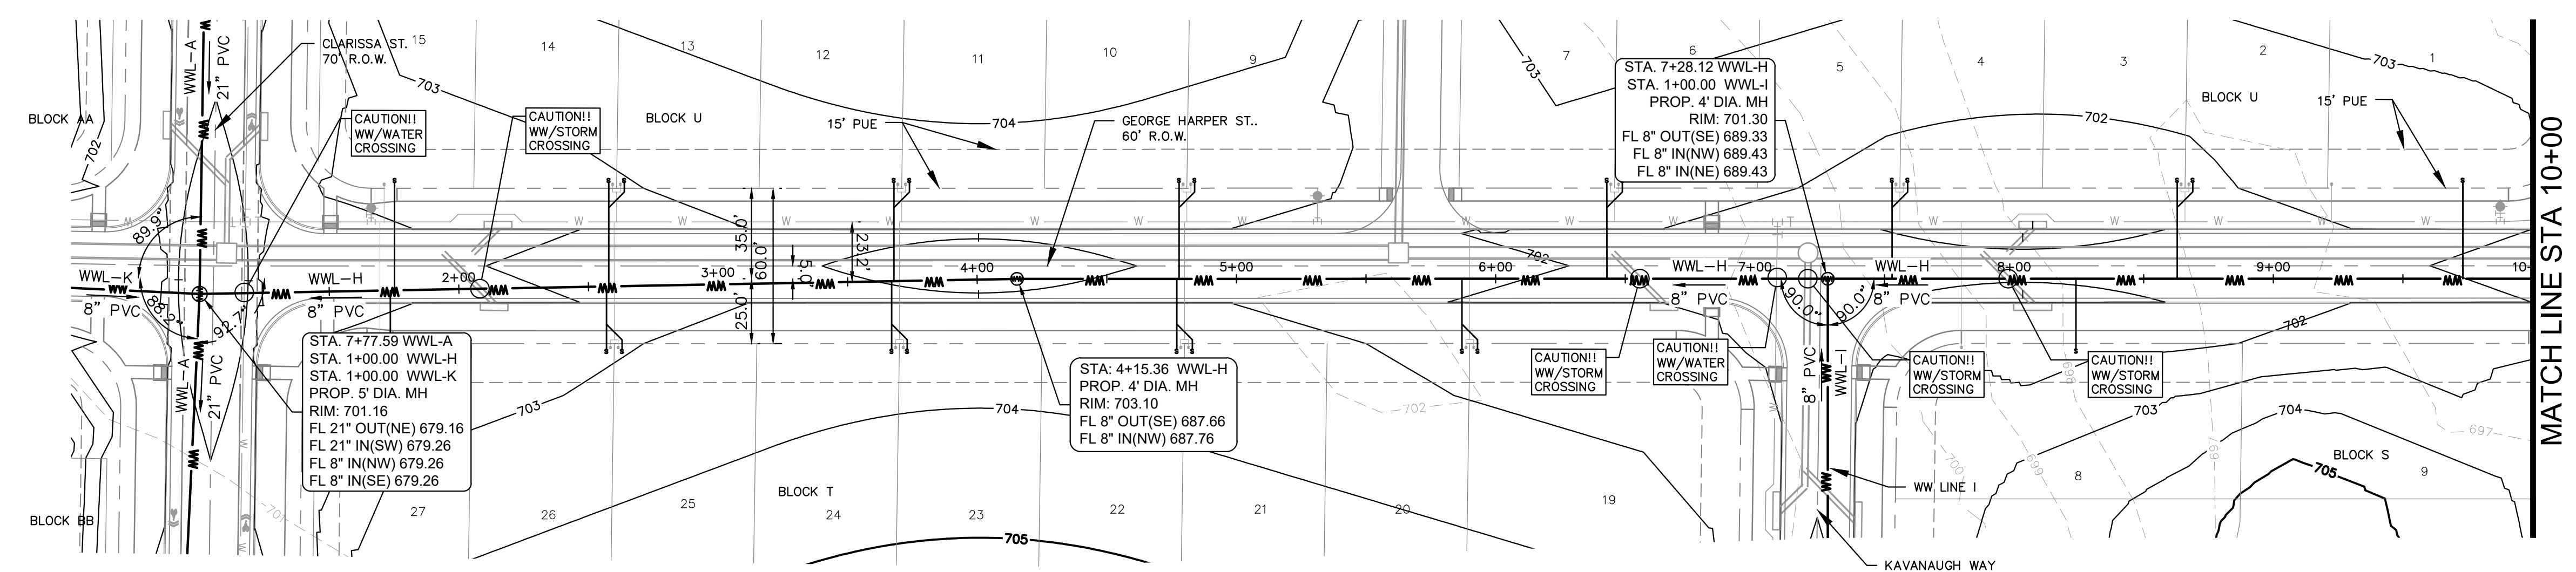 CLARISSA ST.
70' R.O.W.
WWL-A
21" PVC
BLOCK AA
702
15
14
13
12
11
10
9
7
6
5
4
3
2
1
703
CAUTION!!
WW/WATER
CROSSING
CAUTION!!
WW/STORM
CROSSING
BLOCK U
15' PUE
704
GEORGE HARPER ST..
60' R.O.W.
703
STA. 7+28.12 WWL-H
STA. 1+00.00 WWL-I
PROP. 4' DIA. MH
RIM: 701.30
FL 8" OUT(SE) 689.33
FL 8" IN(NW) 689.43
FL 8" IN(NE) 689.43
702
BLOCK U
15' PUE
703
MATCH LINE STA 10+00
89.9°
88.2°
92.7°
WWL-K
8" PVC
WWL-H
8" PVC
2+00
3+00
35.0'
60.0'
25.0'
5.0'
23.2'
4+00
5+00
6+00
702
WWL-H
7+00
8" PVC
90.0°
90.0°
WWL-H
8" PVC
8+00
9+00
10-
702
WWL-A
21" PVC
STA. 7+77.59 WWL-A
STA. 1+00.00 WWL-H
STA. 1+00.00 WWL-K
PROP. 5' DIA. MH
RIM: 701.16
FL 21" OUT(NE) 679.16
FL 21" IN(SW) 679.26
FL 8" IN(NW) 679.26
FL 8" IN(SE) 679.26
703
704
STA: 4+15.36 WWL-H
PROP. 4' DIA. MH
RIM: 703.10
FL 8" OUT(SE) 687.66
FL 8" IN(NW) 687.76
702
CAUTION!!
WW/STORM
CROSSING
CAUTION!!
WW/WATER
CROSSING
8" PVC
WWL-I
CAUTION!!
WW/STORM
CROSSING
CAUTION!!
WW/STORM
CROSSING
698
703
704
697
699
699
700
705
BLOCK S
8
9
WW LINE I
KAVANAUGH WAY
BLOCK BB
701
27
26
25
BLOCK T
24
23
22
21
20
19
705